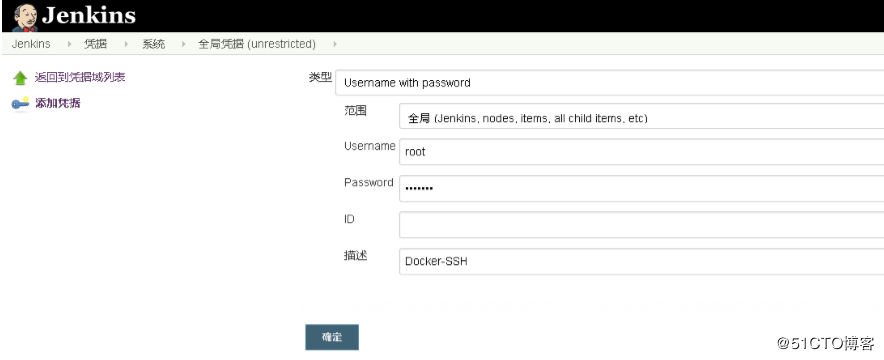 Jenkins
Jenkins 凭据 系统 全局凭据 (unrestricted)
返回到凭据域列表
添加凭据
类型 Username with password
范围 全局 (Jenkins, nodes, items, all child items, etc)
Username root
Password •••••••
ID
描述 Docker-SSH
确定
@51CTO博客